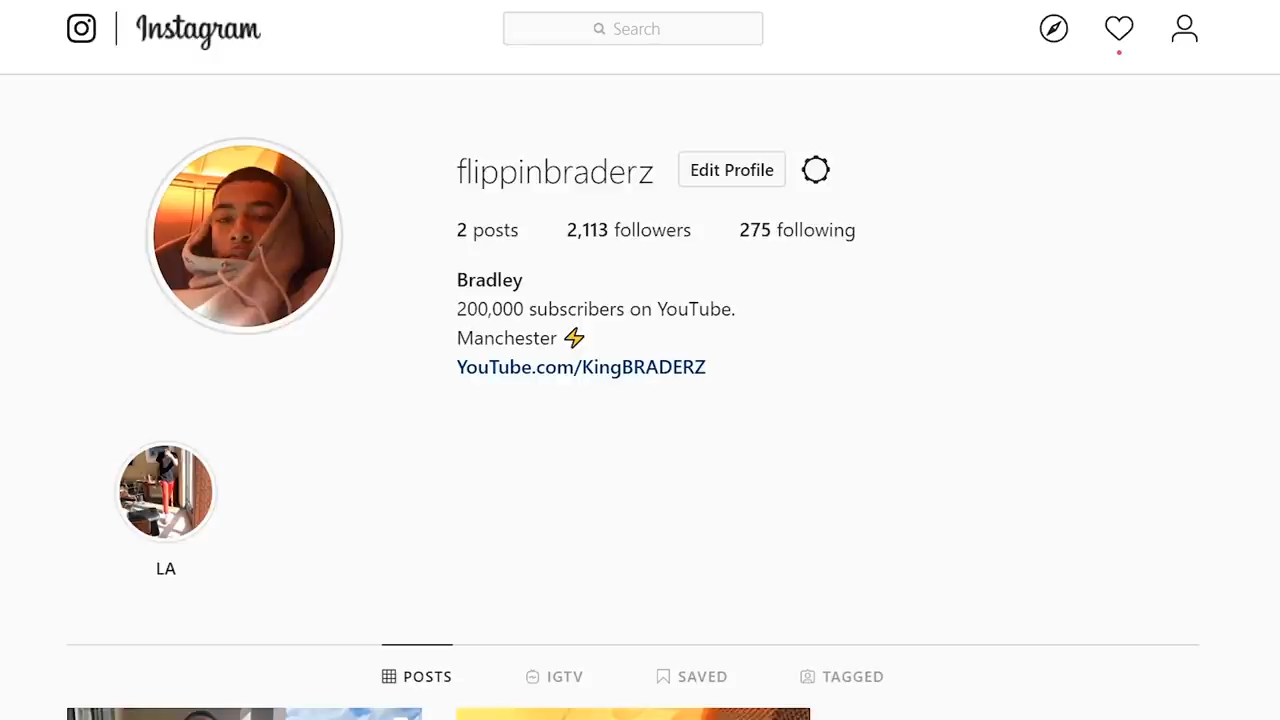 Instagram
Search
flippinbraderz Edit Profile
2 posts 2,113 followers 275 following
Bradley
200,000 subscribers on YouTube.
Manchester ⚡
YouTube.com/KingBRADERZ
LA
POSTS IGTV SAVED TAGGED